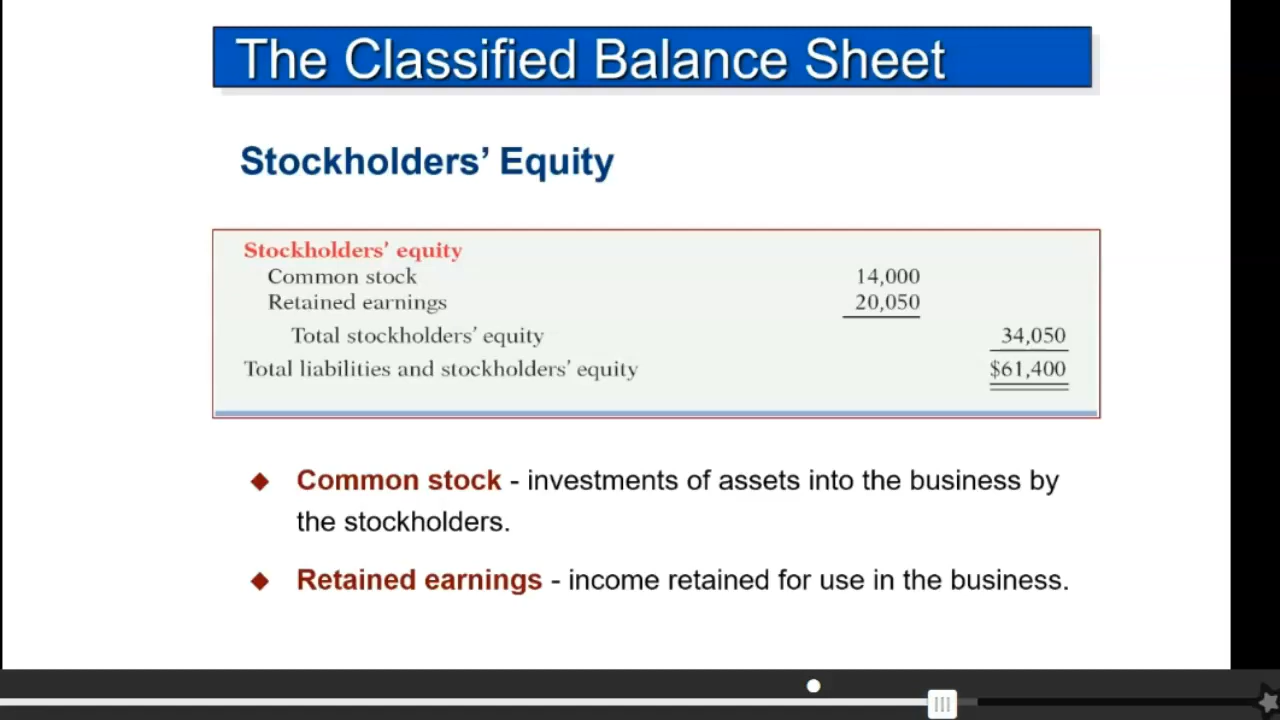 The Classified Balance Sheet
Stockholders’ Equity
Stockholders’ equity
Common stock 14,000
Retained earnings 20,050
Total stockholders’ equity 34,050
Total liabilities and stockholders’ equity $61,400
◆ Common stock - investments of assets into the business by
the stockholders.
◆ Retained earnings - income retained for use in the business.